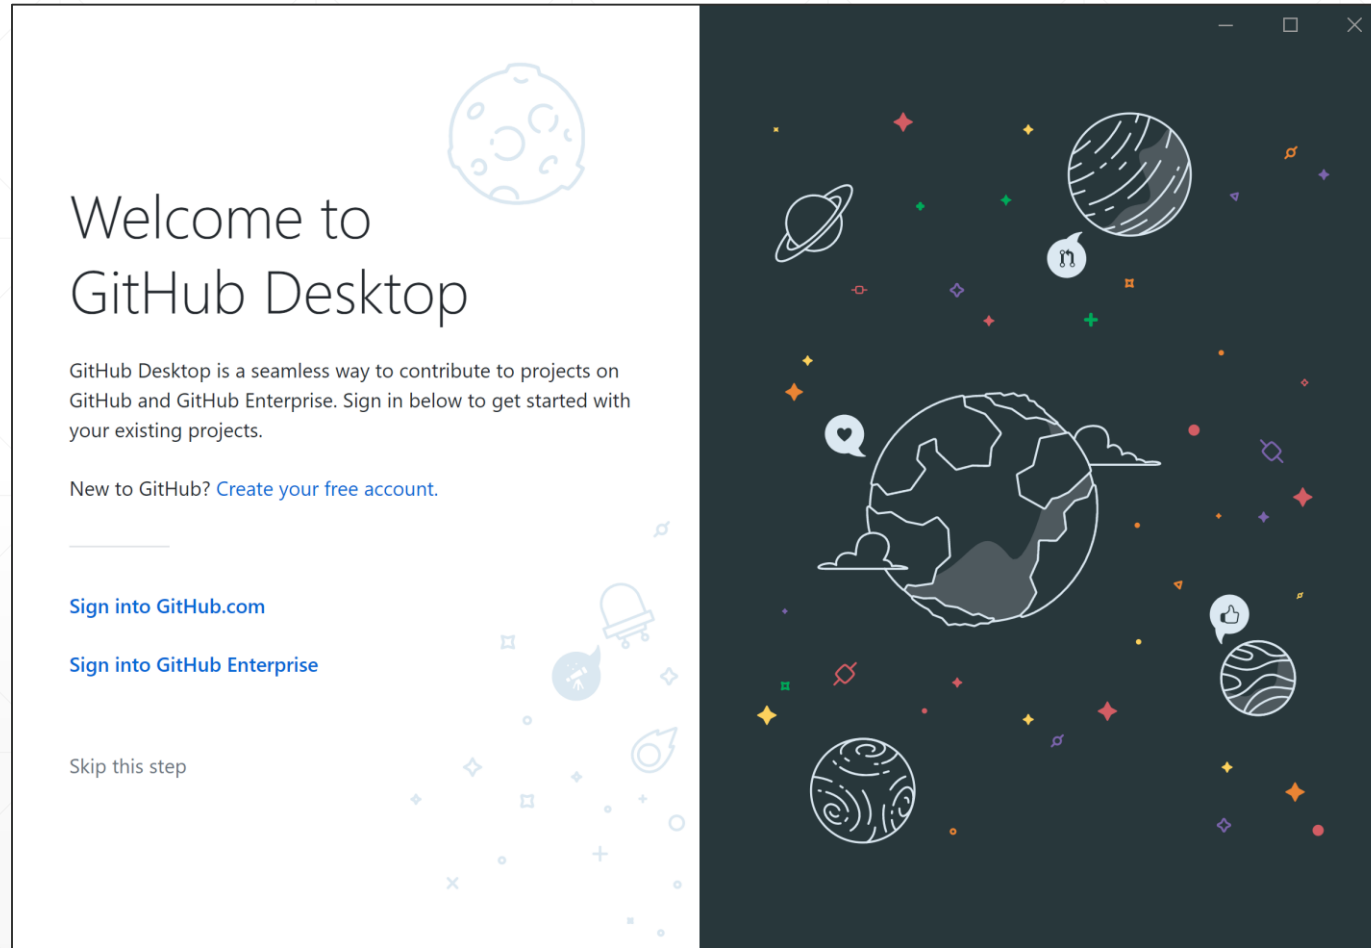 Welcome to
GitHub Desktop
GitHub Desktop is a seamless way to contribute to projects on
GitHub and GitHub Enterprise. Sign in below to get started with
your existing projects.
New to GitHub? Create your free account.
Sign into GitHub.com
Sign into GitHub Enterprise
Skip this step